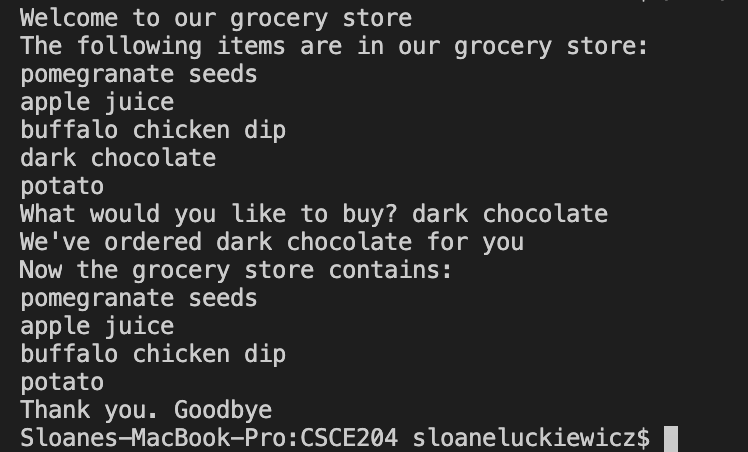 Welcome to our grocery store
The following items are in our grocery store:
pomegranate seeds
apple juice
buffalo chicken dip
dark chocolate
potato
What would you like to buy? dark chocolate
We've ordered dark chocolate for you
Now the grocery store contains:
pomegranate seeds
apple juice
buffalo chicken dip
potato
Thank you. Goodbye
Sloanes-MacBook-Pro:CSCE204 sloaneluckiewicz$